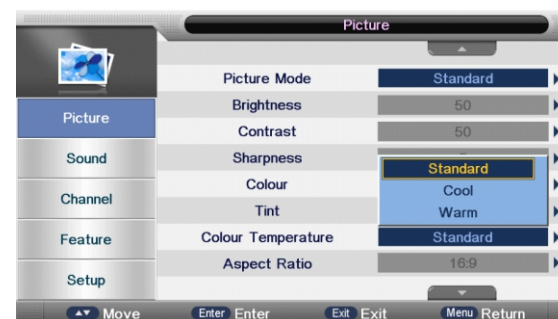 Picture
Picture Mode Standard
Brightness 50
Picture
Contrast 50
Sound
Sharpness
Standard
Colour
Cool
Channel
Tint
Warm
Feature
Colour Temperature Standard
Aspect Ratio 16:9
Setup
Move Enter Enter Exit Exit Menu Return